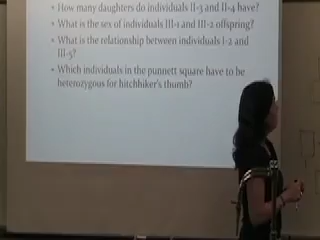 • How many daughters do individuals II-3 and II-4 have?
• What is the sex of individuals III-1 and III-2 offspring?
• What is the relationship between individuals I-2 and
III-5?
• Which individuals in the punnett square have to be
heterozygous for hitchhiker's thumb?